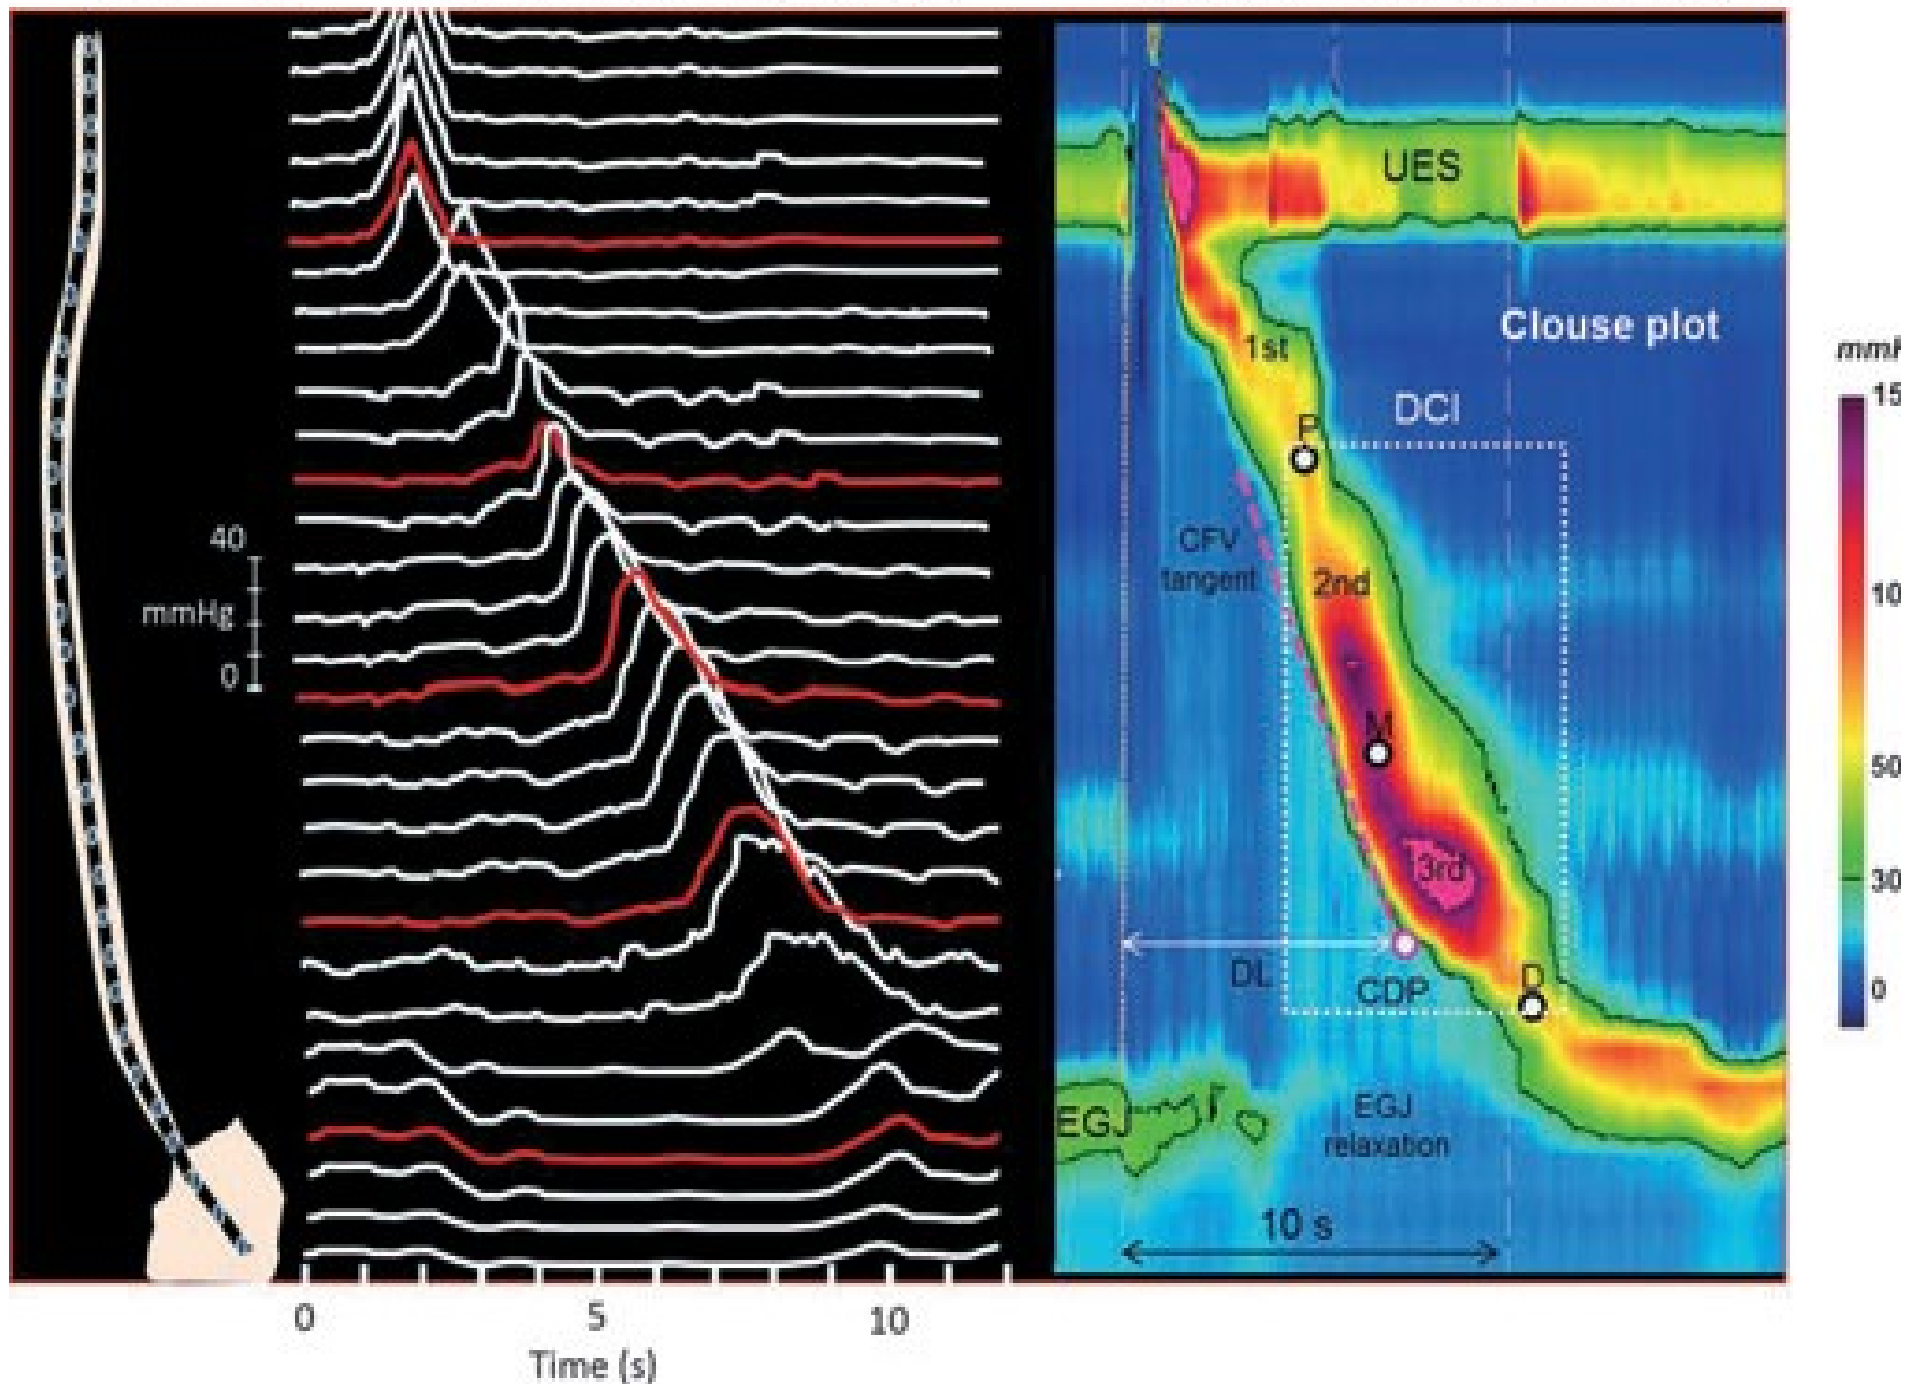 40
mmHg
0
0
5
10
Time (s)
UES
1st
Clouse plot
DCI
P
CFV
tangent
2nd
M
3rd
DL
CDP
D
EGJ
EGJ
relaxation
10 s
15
10
50
30
0